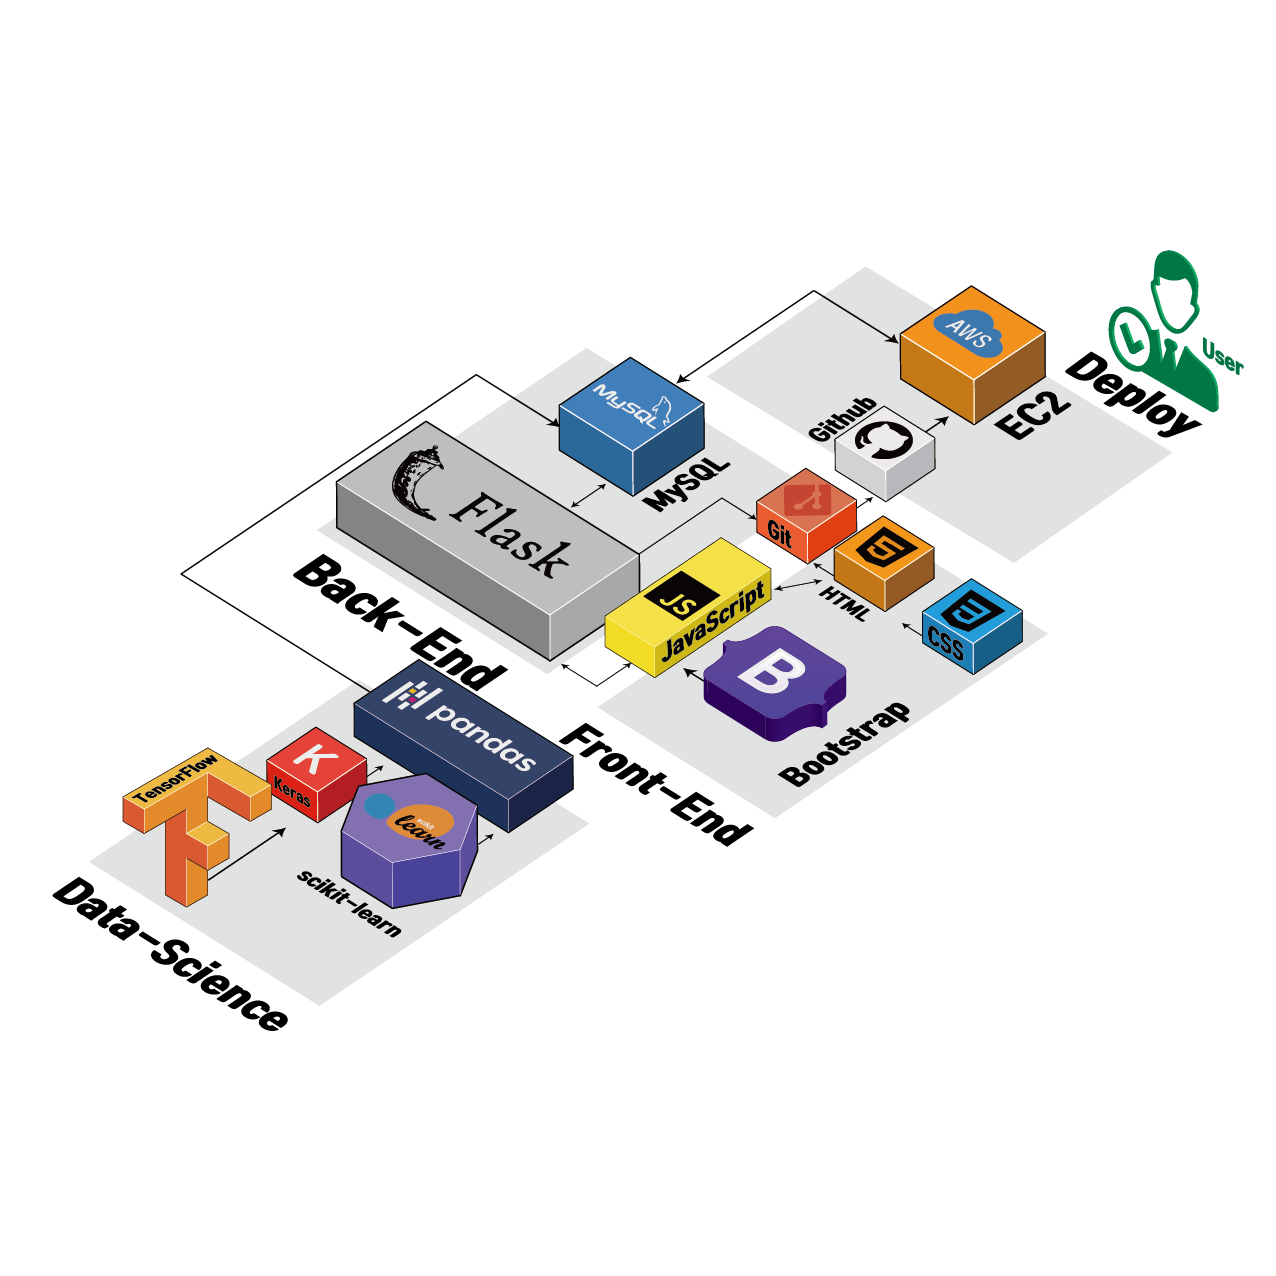 User
Deploy
AWS
EC2
Github
MySQL
MySQL
Flask
Back-End
Git
HTML
CSS
JS
JavaScript
B
Bootstrap
Front-End
pandas
K
Keras
TensorFlow
scikit
learn
scikit-learn
Data-Science